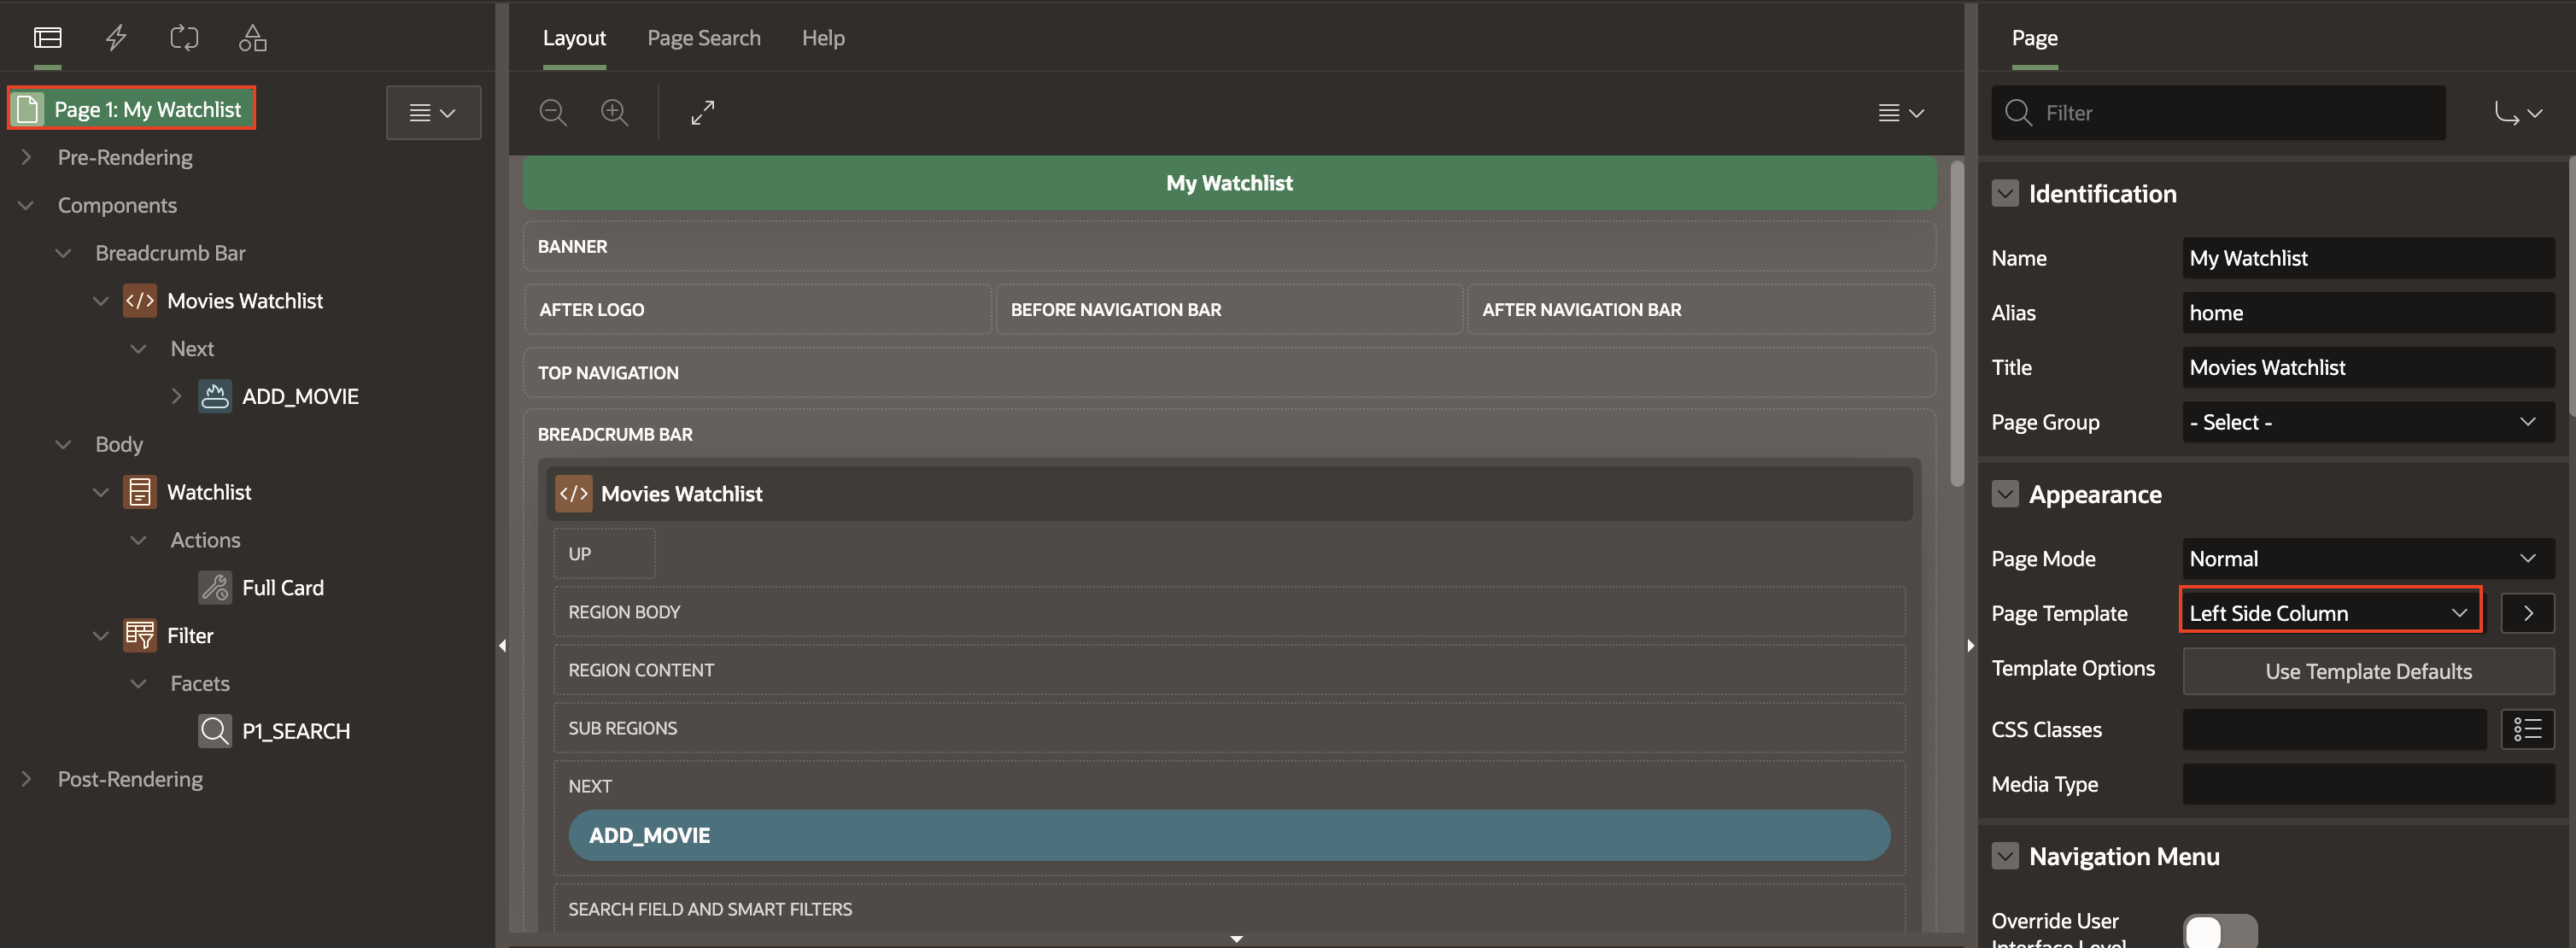 Layout
Page Search
Help
Page
Page 1: My Watchlist
Pre-Rendering
Components
Breadcrumb Bar
Movies Watchlist
Next
ADD_MOVIE
Body
Watchlist
Actions
Full Card
Filter
Facets
P1_SEARCH
Post-Rendering
My Watchlist
BANNER
AFTER LOGO
BEFORE NAVIGATION BAR
AFTER NAVIGATION BAR
TOP NAVIGATION
BREADCRUMB BAR
Movies Watchlist
UP
REGION BODY
REGION CONTENT
SUB REGIONS
NEXT
ADD_MOVIE
SEARCH FIELD AND SMART FILTERS
Filter
Identification
Name My Watchlist
Alias home
Title Movies Watchlist
Page Group - Select -
Appearance
Page Mode Normal
Page Template Left Side Column
Template Options Use Template Defaults
CSS Classes
Media Type
Navigation Menu
Override User
Interface Level